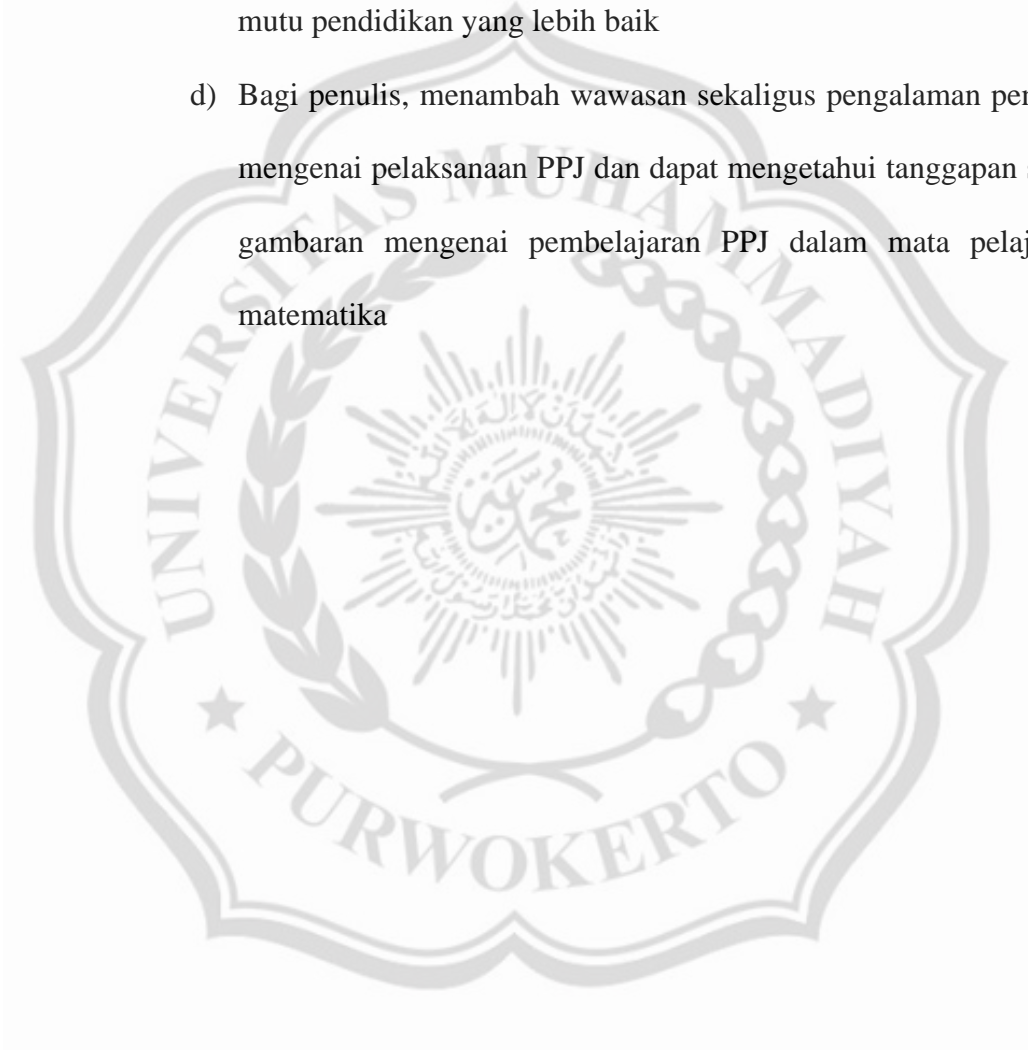 mutu pendidikan yang lebih baik
d) Bagi penulis, menambah wawasan sekaligus pengalaman
mengenai pelaksanaan PPJ dan dapat mengetahui tanggapan
gambaran mengenai pembelajaran PPJ dalam mata
matematika
UNIVERSITAS MUHAMMADIYAH
PURWOKERTO
محمد